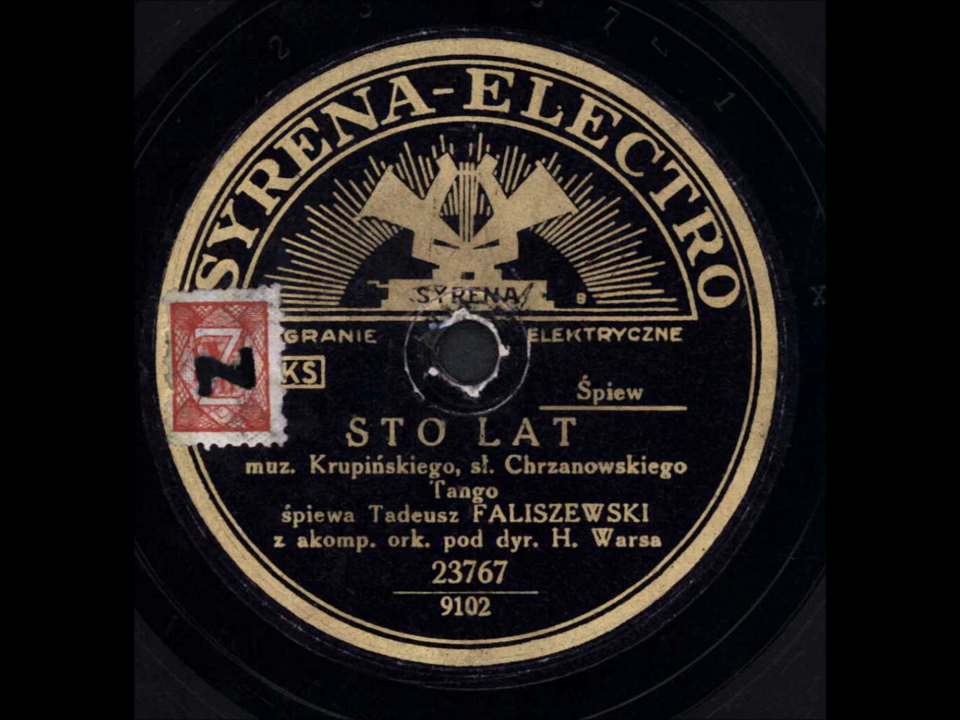 SYRENA-ELECTRO
SYRENA
B
GRANIE ELEKTRYCZNE
KS
Z
Śpiew
STO LAT
muz. Krupińskiego, sł. Chrzanowskiego
Tango
śpiewa Tadeusz FALISZEWSKI
z akomp. ork. pod dyr. H. Warsa
23767
9102